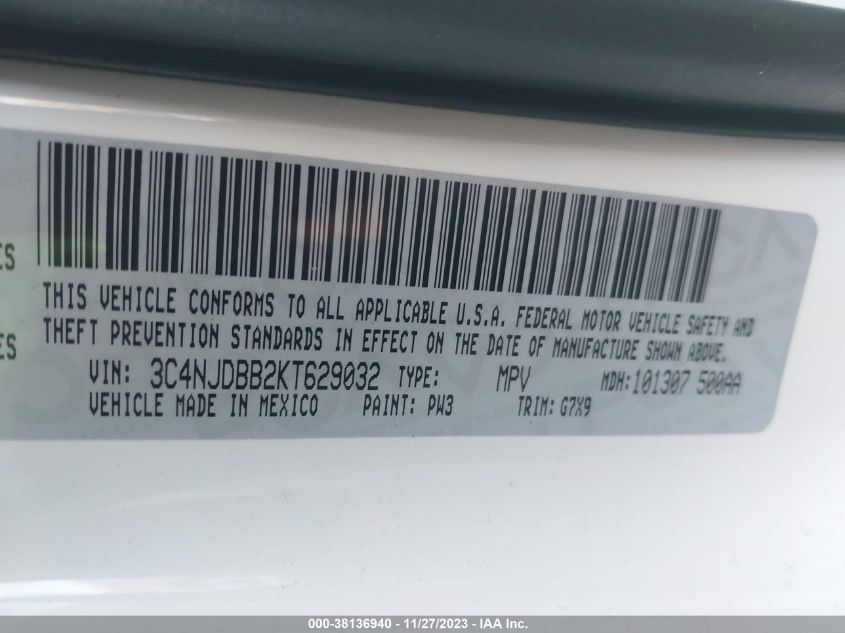 ES
THIS VEHICLE CONFORMS TO ALL APPLICABLE U.S.A. FEDERAL MOTOR VEHICLE SAFETY AND
ES
THEFT PREVENTION STANDARDS IN EFFECT ON THE DATE OF MANUFACTURE SHOWN ABOVE.
VIN: 3C4NJDBB2KT629032 TYPE: MPV MDH: 101307 500AA
VEHICLE MADE IN MEXICO PAINT: PW3 TRIM: G7X9
000-38136940 - 11/27/2023 - IAA Inc.